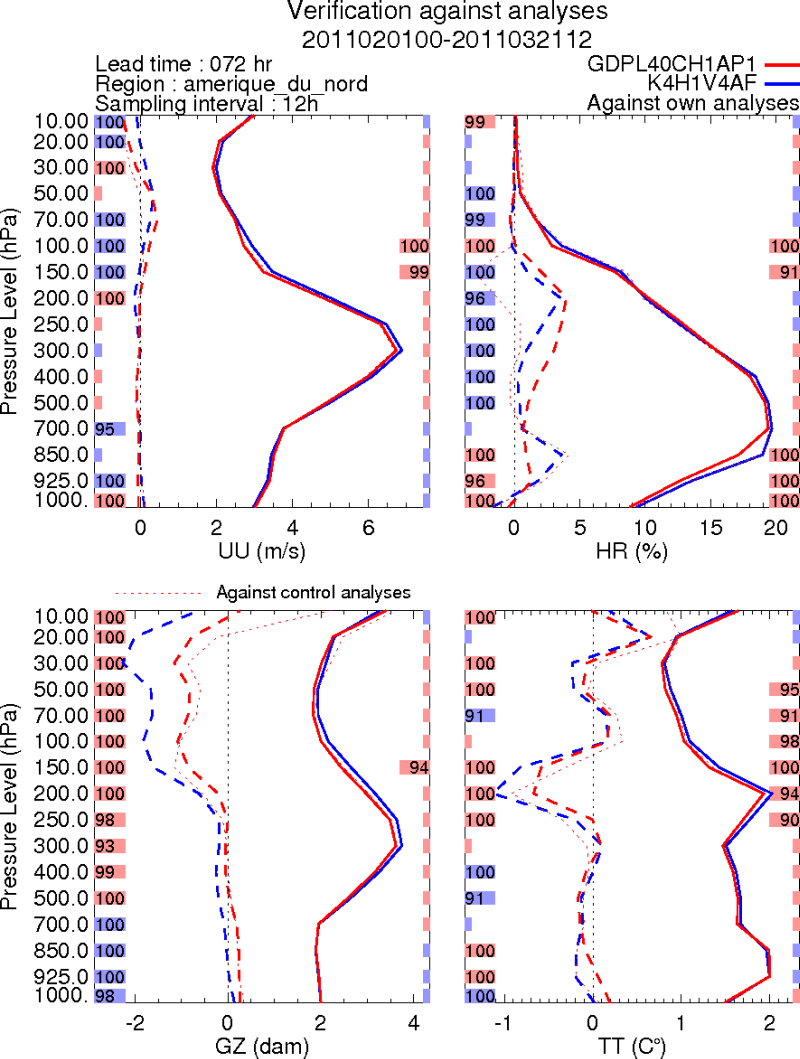 Verification against analyses
2011020100-2011032112
Lead time : 072 hr
Region : amerique_du_nord
Sampling interval : 12h
GDPL40CH1AP1
K4H1V4AF
Against own analyses
Pressure Level (hPa)
10.00 100
20.00 100
30.00 100
50.00
70.00 100
100.0 100 100
150.0 100 99
200.0 100
250.0
300.0
400.0
500.0
700.0 95
850.0
925.0 100
1000. 100
0 2 4 6
UU (m/s)
99
100
99
100 100
100 91
96
100
100
100
100
100 100
96 100
100 100
0 5 10 15 20
HR (%)
Against control analyses
Pressure Level (hPa)
10.00 100
20.00 100
30.00 100
50.00 100
70.00 100
100.0 100
150.0 100 94
200.0 100
250.0 98
300.0 93
400.0 99
500.0 100
700.0 100
850.0 100
925.0 100
1000. 98
-2 0 2 4
GZ (dam)
100
100
100 95
91 91
98
100 100
100 94
100 90
100
91
100
100
100
-1 0 1 2
TT (C°)